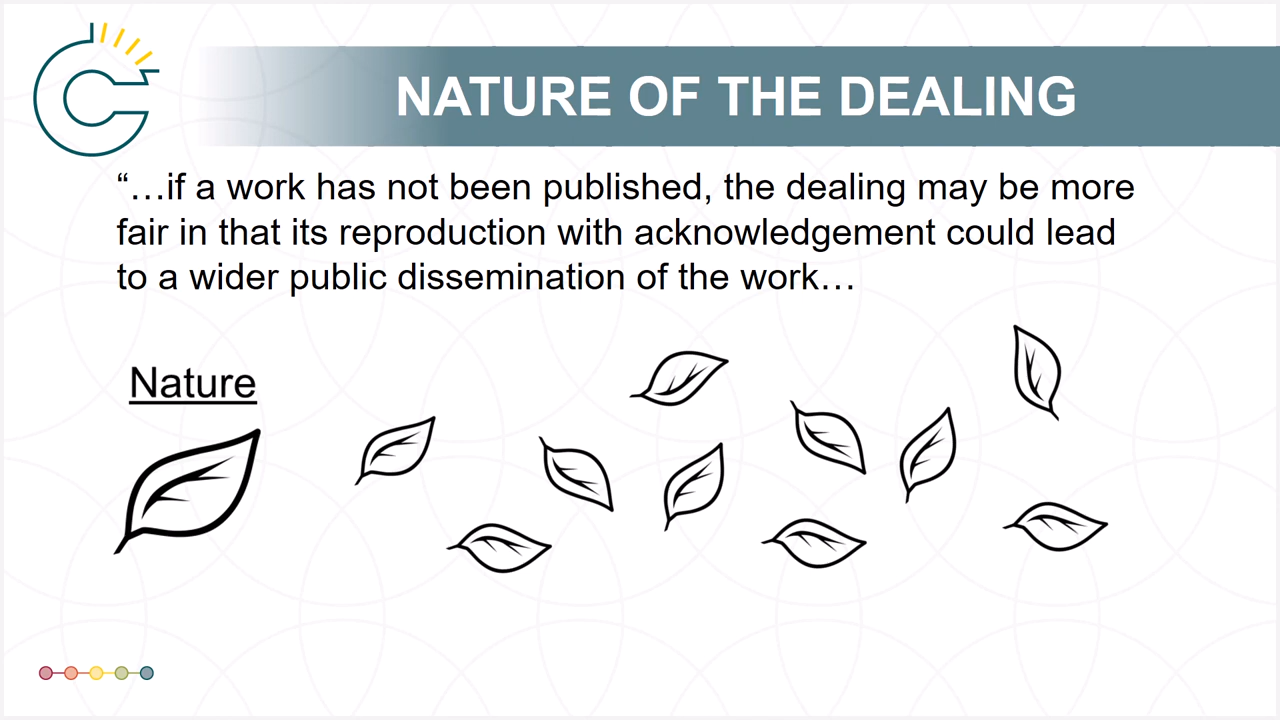 NATURE OF THE DEALING
“…if a work has not been published, the dealing may be more
fair in that its reproduction with acknowledgement could lead
to a wider public dissemination of the work…
Nature